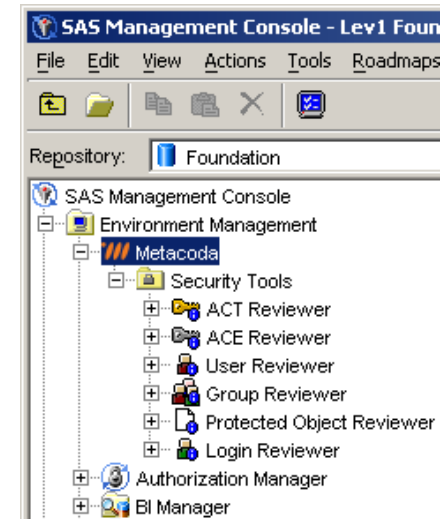 SAS Management Console - Lev1 Foun
File Edit View Actions Tools Roadmaps
Repository: Foundation
SAS Management Console
Environment Management
Metacoda
Security Tools
ACT Reviewer
ACE Reviewer
User Reviewer
Group Reviewer
Protected Object Reviewer
Login Reviewer
Authorization Manager
BI Manager